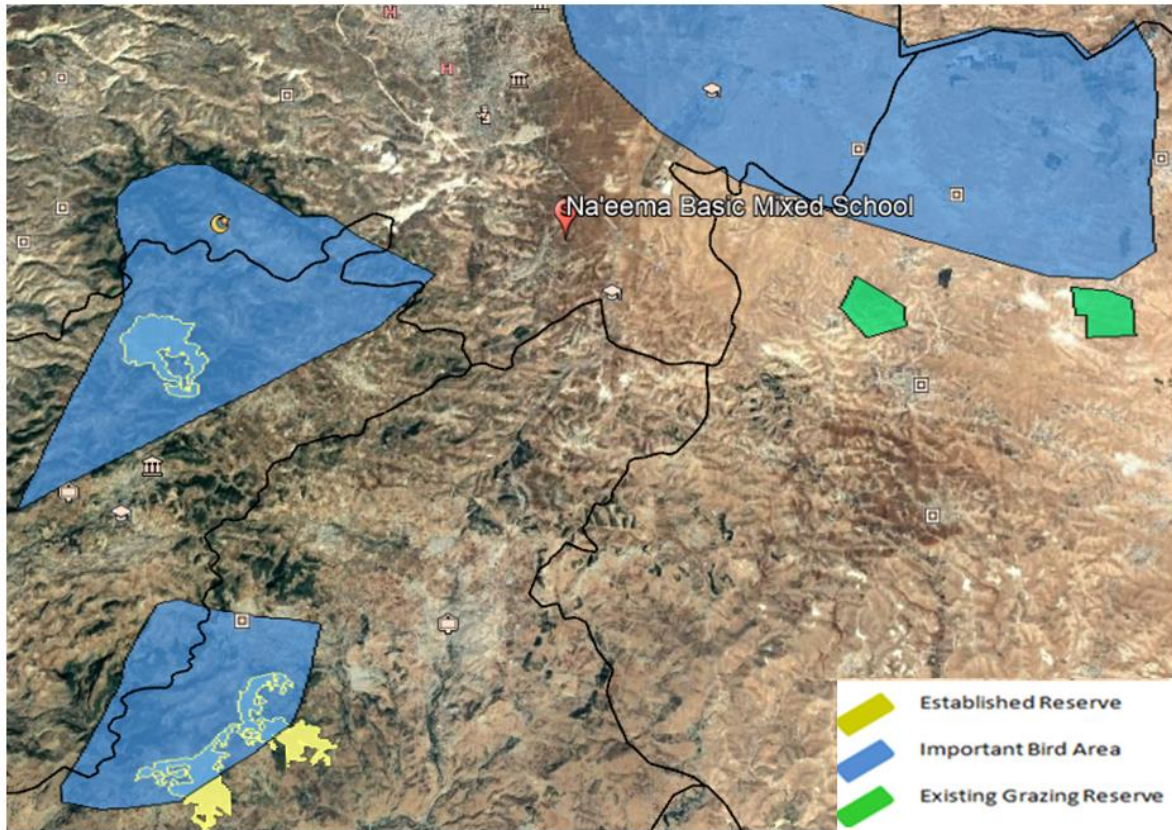 H
H
Na'eema Basic Mixed School
Established Reserve
Important Bird Area
Existing Grazing Reserve